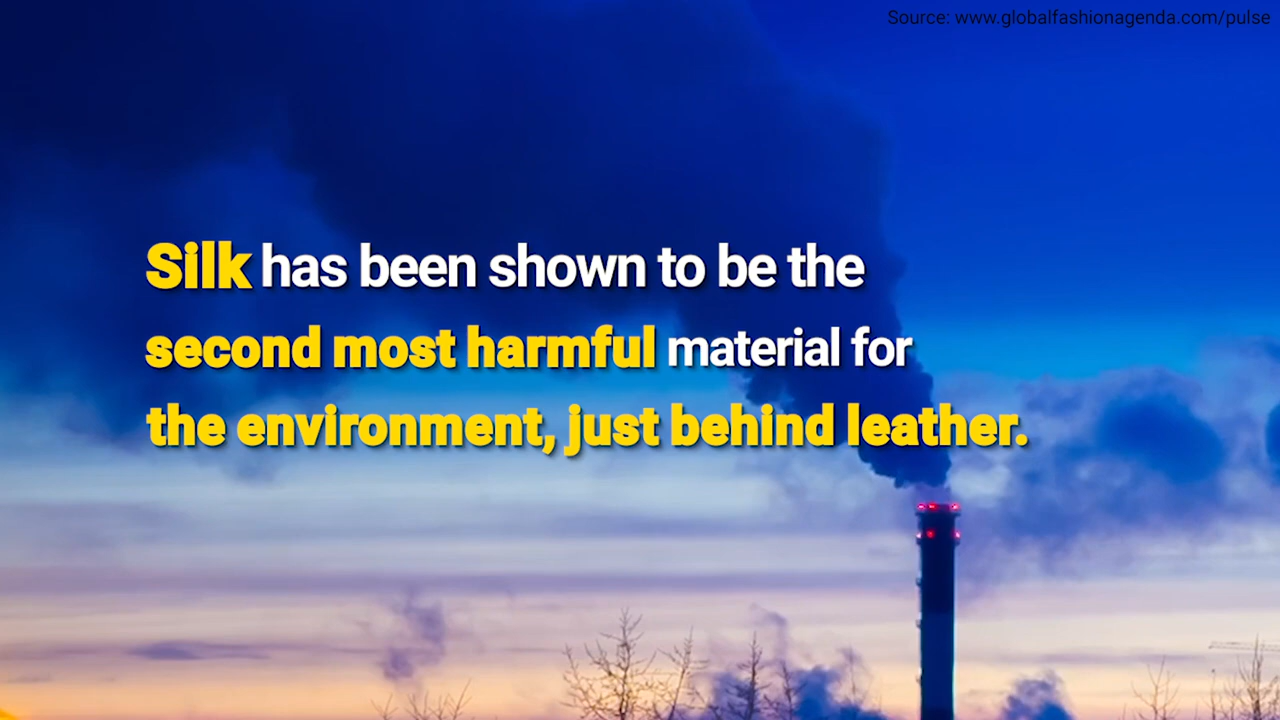 Source: www.globalfashionagenda.com/pulse
Silk has been shown to be the
second most harmful material for
the environment, just behind leather.